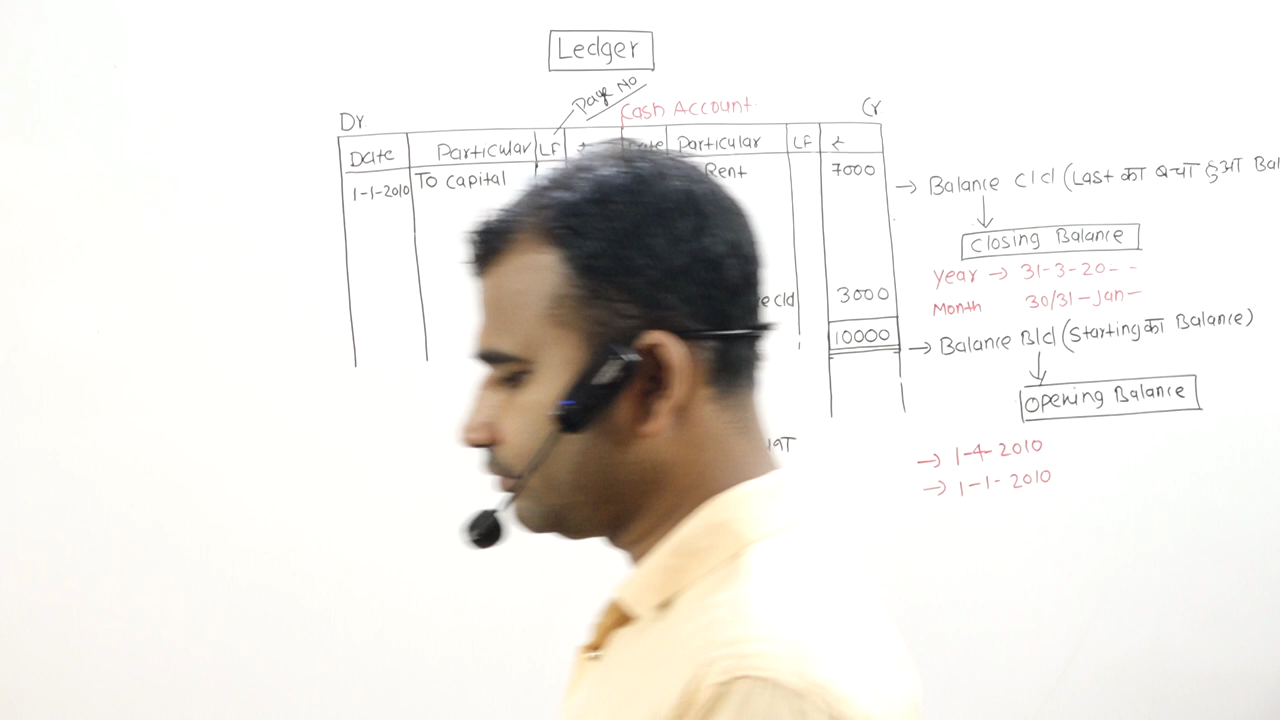 Ledger
Page No
Dr. Cash Account Cr
Date Particular LF ₹ Date Particular LF ₹
1-1-2010 To Capital Rent 7000
e c/d 3000
10000
→ Balance c/d (Last का बचा हुआ Bal
Closing Balance
Year → 31-3-20--
Month 30/31-Jan-
→ Balance B/d (Starting का Balance)
Opening Balance
→ 1-4-2010
→ 1-1-2010